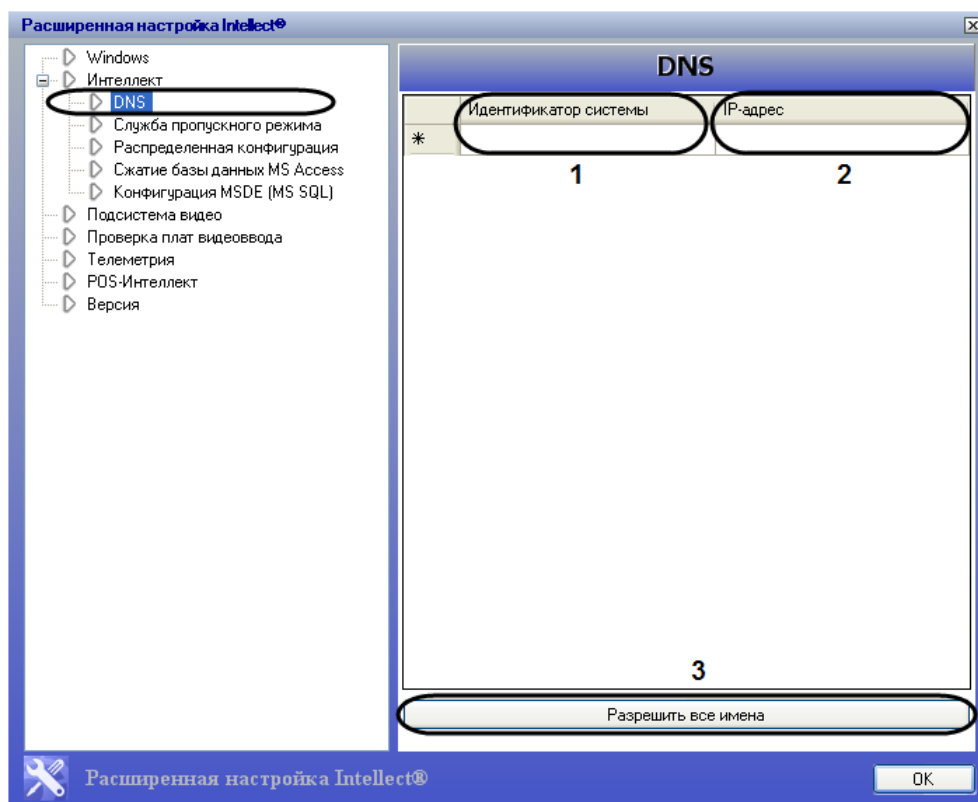 Расширенная настройка Intellect®
Windows
Интеллект
DNS
Служба пропускного режима
Распределенная конфигурация
Сжатие базы данных MS Access
Конфигурация MSDE (MS SQL)
Подсистема видео
Проверка плат видеоввода
Телеметрия
POS-Интеллект
Версия
DNS
Идентификатор системы IP-адрес
1 2
3
Разрешить все имена
Расширенная настройка Intellect®
OK